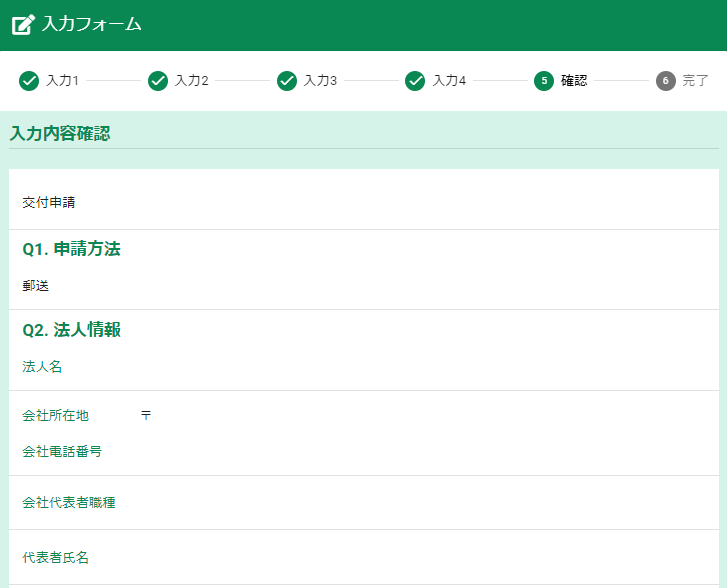 入力フォーム
入力1 入力2 入力3 入力4 5 確認 6 完了
入力内容確認
交付申請
Q1. 申請方法
郵送
Q2. 法人情報
法人名
会社所在地 〒
会社電話番号
会社代表者職種
代表者氏名